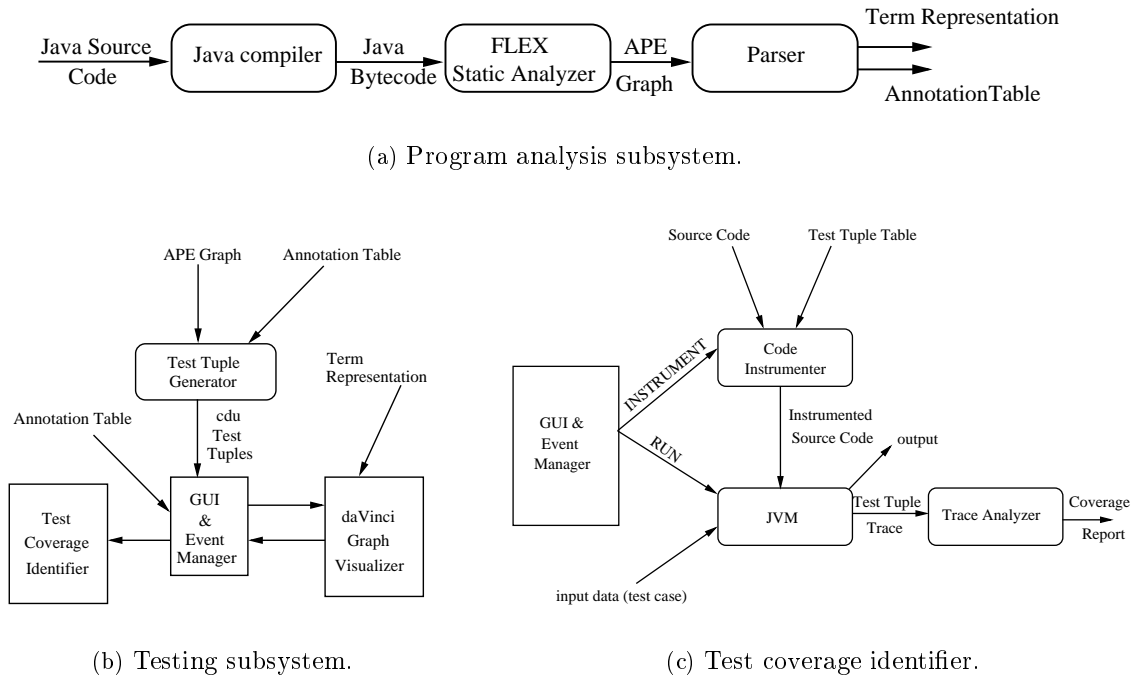 Java Source
Code
Java compiler
Java
Bytecode
FLEX
Static Analyzer
APE
Graph
Parser
Term Representation
AnnotationTable
(a) Program analysis subsystem.
APE Graph
Annotation Table
Test Tuple
Generator
Term
Representation
Annotation Table
cdu
Test
Tuples
Test
Coverage
Identifier
GUI
&
Event
Manager
daVinci
Graph
Visualizer
(b) Testing subsystem.
Source Code
Test Tuple Table
Code
Instrumenter
INSTRUMENT
GUI &
Event
Manager
RUN
Instrumented
Source Code
output
JVM
Test Tuple
Trace
Trace Analyzer
Coverage
Report
input data (test case)
(c) Test coverage identifier.